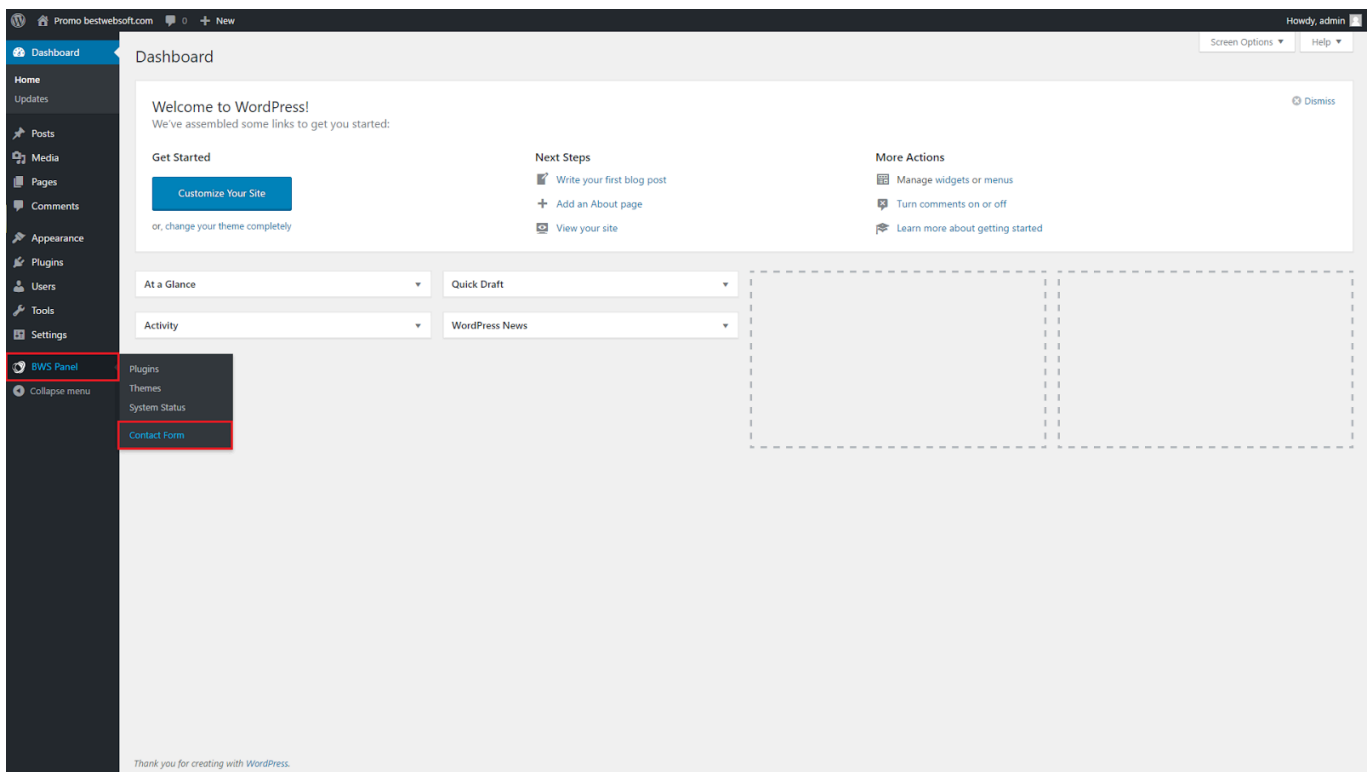 Promo bestwebsoft.com 0 + New Howdy, admin
Screen Options ▼ Help ▼
Dashboard
Home
Updates
Posts
Media
Pages
Comments
Appearance
Plugins
Users
Tools
Settings
BWS Panel
Collapse menu
Plugins
Themes
System Status
Contact Form
Dashboard
Welcome to WordPress!
We've assembled some links to get you started:
Dismiss
Get Started
Customize Your Site
or, change your theme completely
Next Steps
Write your first blog post
Add an About page
View your site
More Actions
Manage widgets or menus
Turn comments on or off
Learn more about getting started
At a Glance
Quick Draft
Activity
WordPress News
Thank you for creating with WordPress.